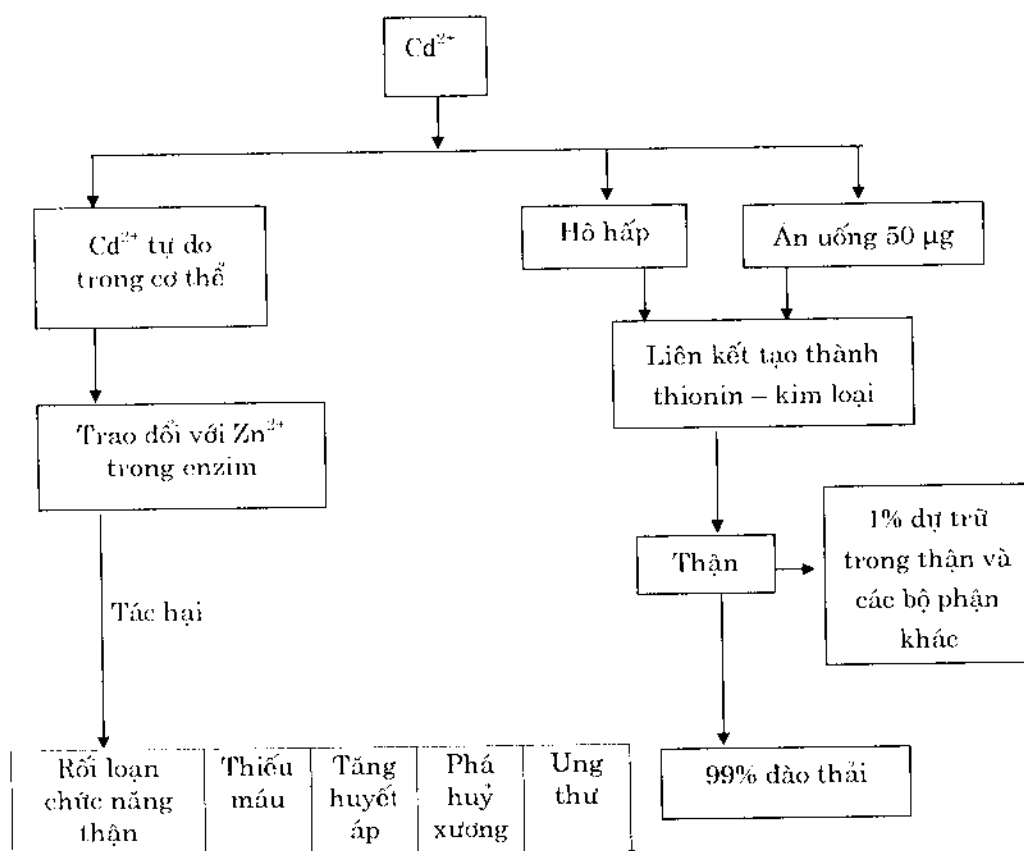 Cd²⁺
Cd²⁺ tự do
trong cơ thể
Hô hấp
Ăn uống 50 µg
Liên kết tạo thành
thionin – kim loại
Trao đổi với Zn²⁺
trong enzim
Thận
1% dự trữ
trong thận và
các bộ phận
khác
Tác hại
Rối loạn
chức năng
thận
Thiếu
máu
Tăng
huyết
áp
Phá
huỷ
xương
Ung
thư
99% đào thải